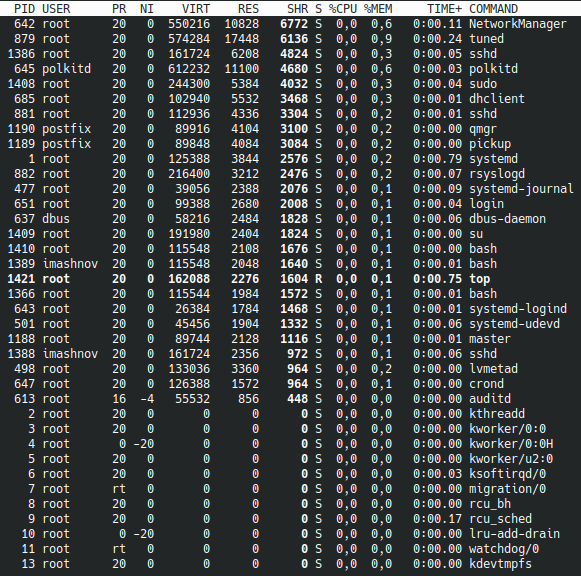 PID USER PR NI VIRT RES SHR S %CPU %MEM TIME+ COMMAND
642 root 20 0 550216 10828 6772 S 0,0 0,6 0:00.11 NetworkManager
879 root 20 0 574284 17448 6136 S 0,0 0,9 0:00.24 tuned
1386 root 20 0 161724 6208 4824 S 0,0 0,3 0:00.05 sshd
645 polkitd 20 0 612232 11100 4680 S 0,0 0,6 0:00.03 polkitd
1408 root 20 0 244300 5384 4032 S 0,0 0,3 0:00.04 sudo
685 root 20 0 102940 5532 3468 S 0,0 0,3 0:00.01 dhclient
881 root 20 0 112936 4336 3304 S 0,0 0,2 0:00.01 sshd
1190 postfix 20 0 89916 4104 3100 S 0,0 0,2 0:00.00 qmgr
1189 postfix 20 0 89848 4084 3084 S 0,0 0,2 0:00.00 pickup
1 root 20 0 125388 3844 2576 S 0,0 0,2 0:00.79 systemd
882 root 20 0 216400 3212 2476 S 0,0 0,2 0:00.07 rsyslogd
477 root 20 0 39056 2388 2076 S 0,0 0,1 0:00.09 systemd-journal
651 root 20 0 99388 2680 2008 S 0,0 0,1 0:00.04 login
637 dbus 20 0 58216 2484 1828 S 0,0 0,1 0:00.06 dbus-daemon
1409 root 20 0 191980 2404 1824 S 0,0 0,1 0:00.00 su
1410 root 20 0 115548 2108 1676 S 0,0 0,1 0:00.00 bash
1389 imashnov 20 0 115548 2048 1640 S 0,0 0,1 0:00.01 bash
1421 root 20 0 162088 2276 1604 R 0,0 0,1 0:00.75 top
1366 root 20 0 115544 1984 1572 S 0,0 0,1 0:00.01 bash
643 root 20 0 26384 1784 1468 S 0,0 0,1 0:00.01 systemd-logind
501 root 20 0 45456 1904 1332 S 0,0 0,1 0:00.06 systemd-udevd
1188 root 20 0 89744 2128 1116 S 0,0 0,1 0:00.01 master
1388 imashnov 20 0 161724 2356 972 S 0,0 0,1 0:00.06 sshd
498 root 20 0 133036 3360 964 S 0,0 0,2 0:00.00 lvmetad
647 root 20 0 126388 1572 964 S 0,0 0,1 0:00.00 crond
613 root 16 -4 55532 856 448 S 0,0 0,0 0:00.00 auditd
2 root 20 0 0 0 0 S 0,0 0,0 0:00.00 kthreadd
3 root 20 0 0 0 0 S 0,0 0,0 0:00.00 kworker/0:0
4 root 0 -20 0 0 0 S 0,0 0,0 0:00.00 kworker/0:0H
5 root 20 0 0 0 0 S 0,0 0,0 0:00.00 kworker/u2:0
6 root 20 0 0 0 0 S 0,0 0,0 0:00.03 ksoftirqd/0
7 root rt 0 0 0 0 S 0,0 0,0 0:00.00 migration/0
8 root 20 0 0 0 0 S 0,0 0,0 0:00.00 rcu_bh
9 root 20 0 0 0 0 S 0,0 0,0 0:00.17 rcu_sched
10 root 0 -20 0 0 0 S 0,0 0,0 0:00.00 lru-add-drain
11 root rt 0 0 0 0 S 0,0 0,0 0:00.00 watchdog/0
13 root 20 0 0 0 0 S 0,0 0,0 0:00.00 kdevtmpfs